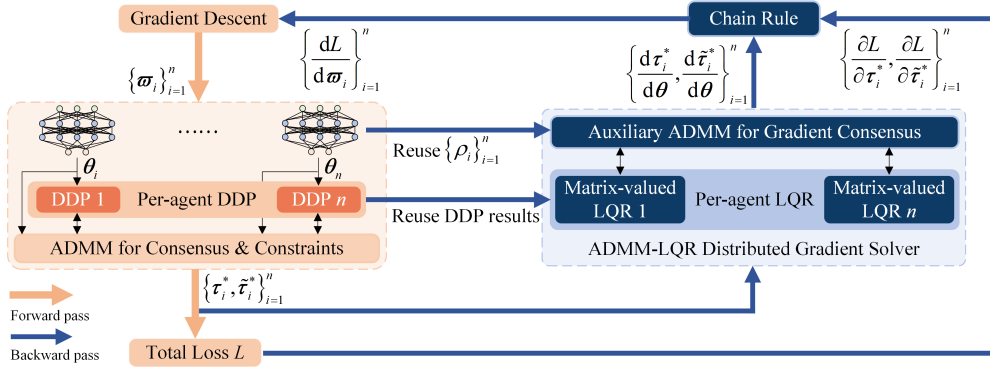 Gradient Descent
Chain Rule
{ϖ_i}_{i=1}^n
{dL/dϖ_i}_{i=1}^n
{dτ_i^*/dθ, dτ̃_i^*/dθ}_{i=1}^n
{∂L/∂τ_i^*, ∂L/∂τ̃_i^*}_{i=1}^n
......
θ_i
θ_n
DDP 1
Per-agent DDP
DDP n
ADMM for Consensus & Constraints
Reuse {ρ_i}_{i=1}^n
Reuse DDP results
Auxiliary ADMM for Gradient Consensus
Matrix-valued
LQR 1
Per-agent LQR
Matrix-valued
LQR n
ADMM-LQR Distributed Gradient Solver
{τ_i^*, τ̃_i^*}_{i=1}^n
Forward pass
Backward pass
Total Loss L